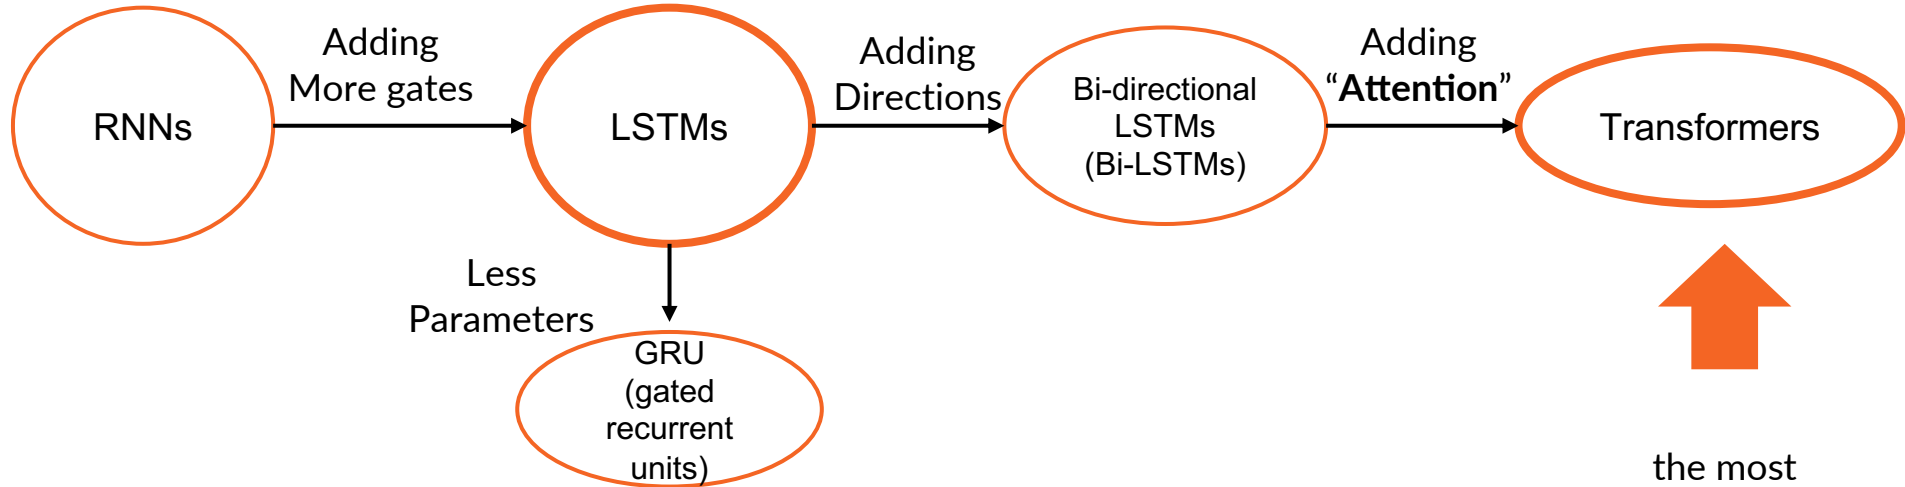 RNNs
Adding
More gates
LSTMs
Adding
Directions
Bi-directional
LSTMs
(Bi-LSTMs)
Adding
“Attention”
Transformers
Less
Parameters
GRU
(gated
recurrent
units)
the most